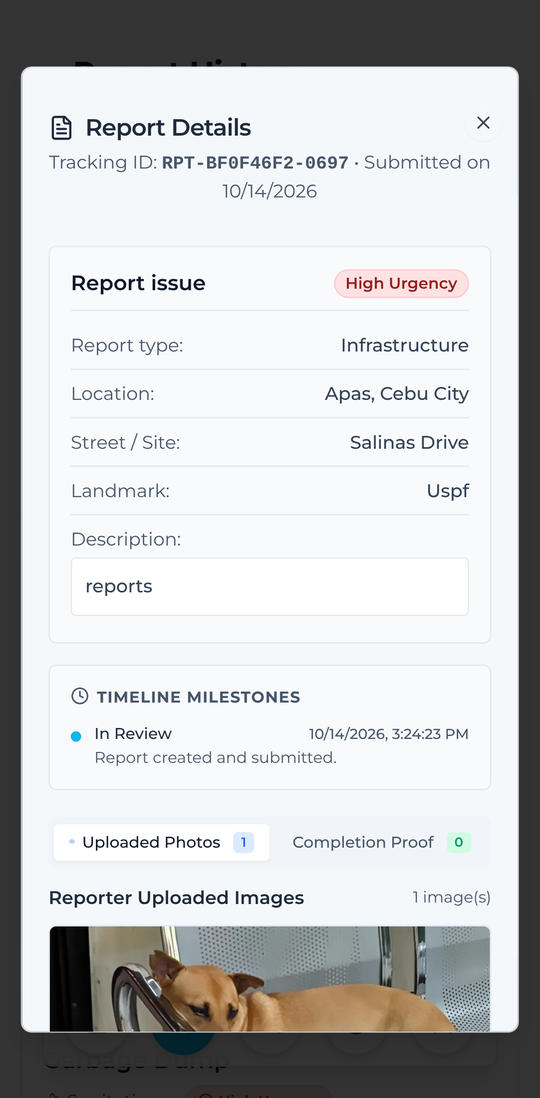 Report Details
Tracking ID: RPT-BF0F46F2-0697 · Submitted on
10/14/2026
Report issue
High Urgency
Report type: Infrastructure
Location: Apas, Cebu City
Street / Site: Salinas Drive
Landmark: Uspf
Description:
reports
TIMELINE MILESTONES
In Review 10/14/2026, 3:24:23 PM
Report created and submitted.
Uploaded Photos 1 Completion Proof 0
Reporter Uploaded Images 1 image(s)
Garbage Dump